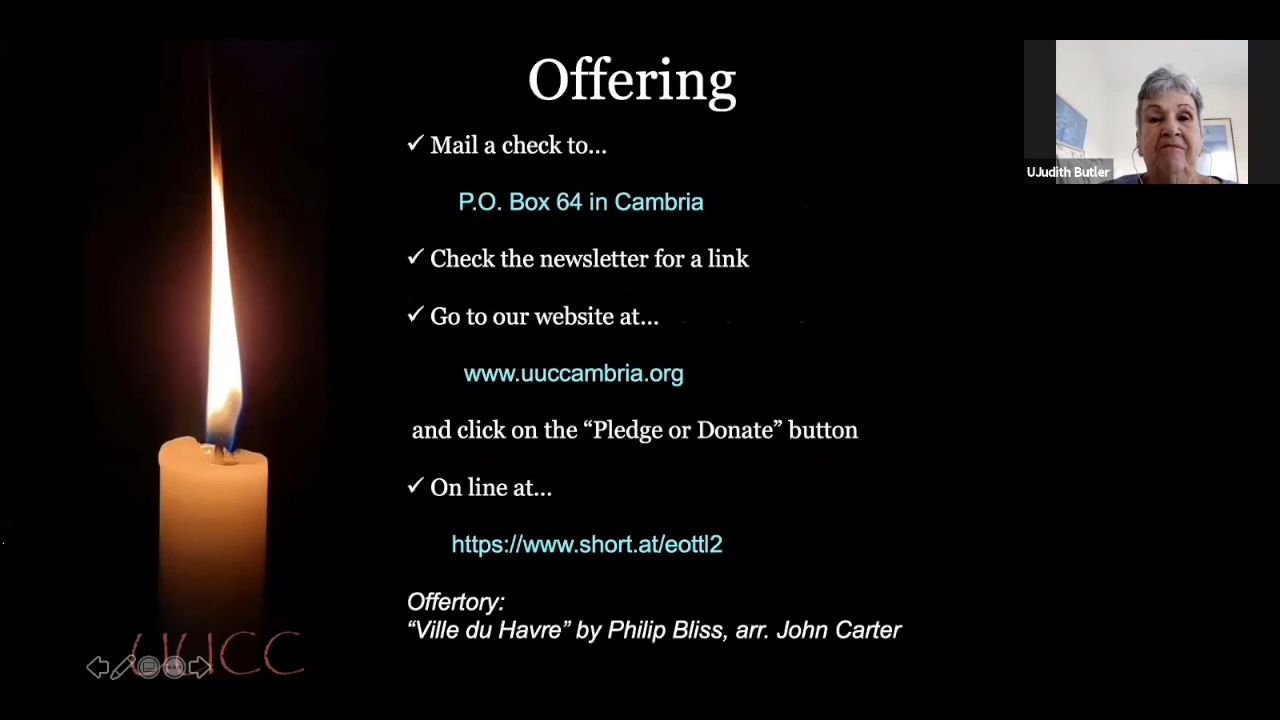 Offering
✓ Mail a check to...
P.O. Box 64 in Cambria
✓ Check the newsletter for a link
✓ Go to our website at...
www.uuccambria.org
and click on the “Pledge or Donate” button
✓ On line at...
https://www.short.at/eottl2
Offertory:
“Ville du Havre” by Philip Bliss, arr. John Carter
UUCC
UJudith Butler